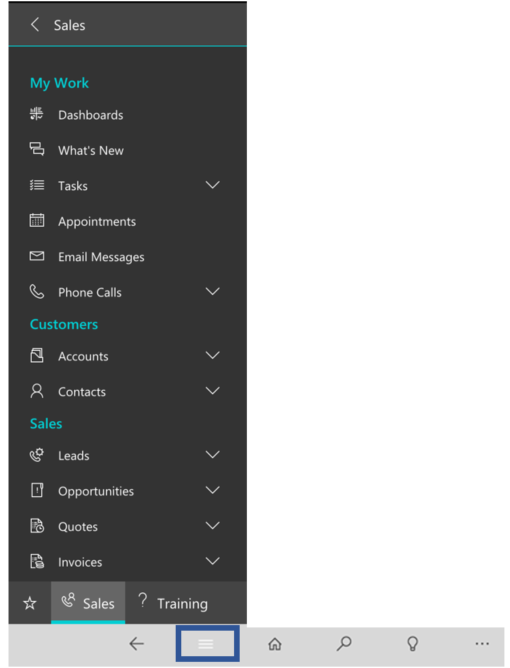 Sales
My Work
Dashboards
What's New
Tasks
Appointments
Email Messages
Phone Calls
Customers
Accounts
Contacts
Sales
Leads
Opportunities
Quotes
Invoices
Sales ? Training